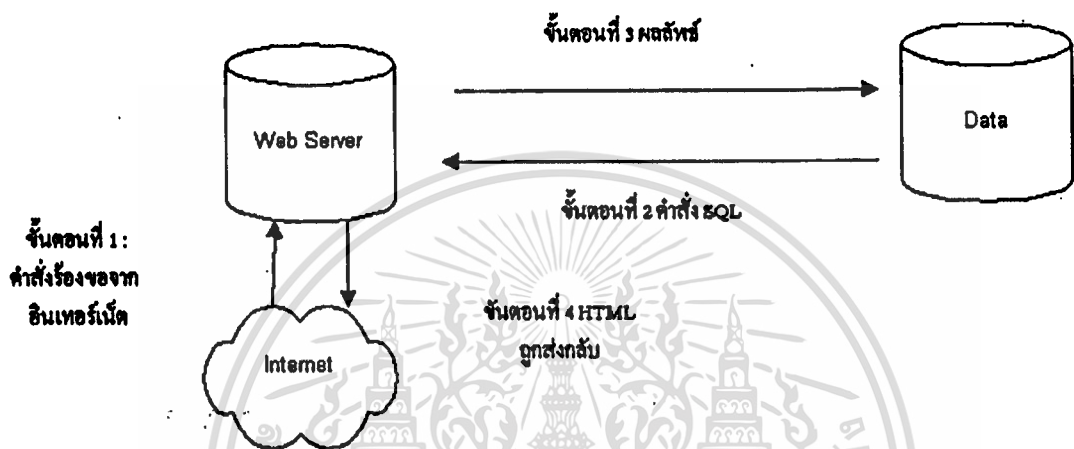 ขั้นตอนที่ 3 ผลลัพธ์
Web Server
Data
ขั้นตอนที่ 2 คำสั่ง SQL
ขั้นตอนที่ 1 :
คำสั่งร้องขอจาก
อินเทอร์เน็ต
Internet
ขั้นตอนที่ 4 HTML
ถูกส่งกลับ